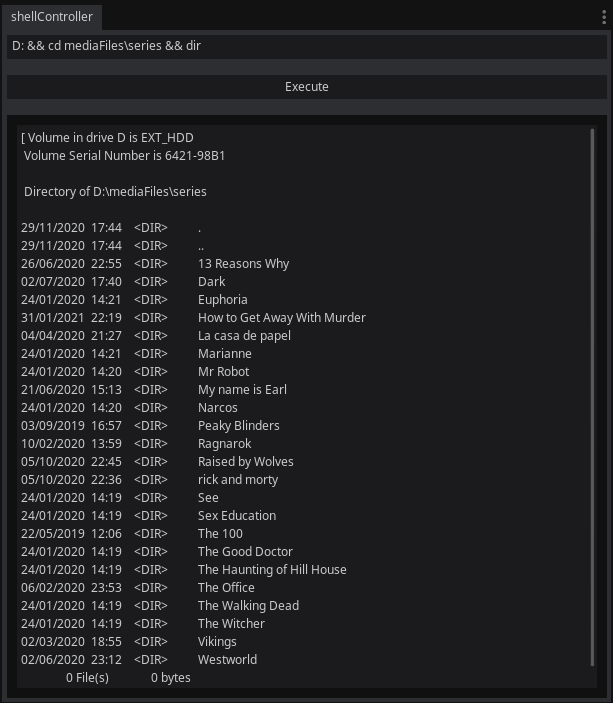 shellController
D: && cd mediaFiles\series && dir
Execute
[ Volume in drive D is EXT_HDD
Volume Serial Number is 6421-98B1
Directory of D:\mediaFiles\series
29/11/2020 17:44 <DIR> .
29/11/2020 17:44 <DIR> ..
26/06/2020 22:55 <DIR> 13 Reasons Why
02/07/2020 17:40 <DIR> Dark
24/01/2020 14:21 <DIR> Euphoria
31/01/2021 22:19 <DIR> How to Get Away With Murder
04/04/2020 21:27 <DIR> La casa de papel
24/01/2020 14:21 <DIR> Marianne
24/01/2020 14:20 <DIR> Mr Robot
21/06/2020 15:13 <DIR> My name is Earl
24/01/2020 14:20 <DIR> Narcos
03/09/2019 16:57 <DIR> Peaky Blinders
10/02/2020 13:59 <DIR> Ragnarok
05/10/2020 22:45 <DIR> Raised by Wolves
05/10/2020 22:36 <DIR> rick and morty
24/01/2020 14:19 <DIR> See
24/01/2020 14:19 <DIR> Sex Education
22/05/2019 12:06 <DIR> The 100
24/01/2020 14:19 <DIR> The Good Doctor
24/01/2020 14:19 <DIR> The Haunting of Hill House
06/02/2020 23:53 <DIR> The Office
24/01/2020 14:19 <DIR> The Walking Dead
24/01/2020 14:19 <DIR> The Witcher
02/03/2020 18:55 <DIR> Vikings
02/06/2020 23:12 <DIR> Westworld
0 File(s) 0 bytes